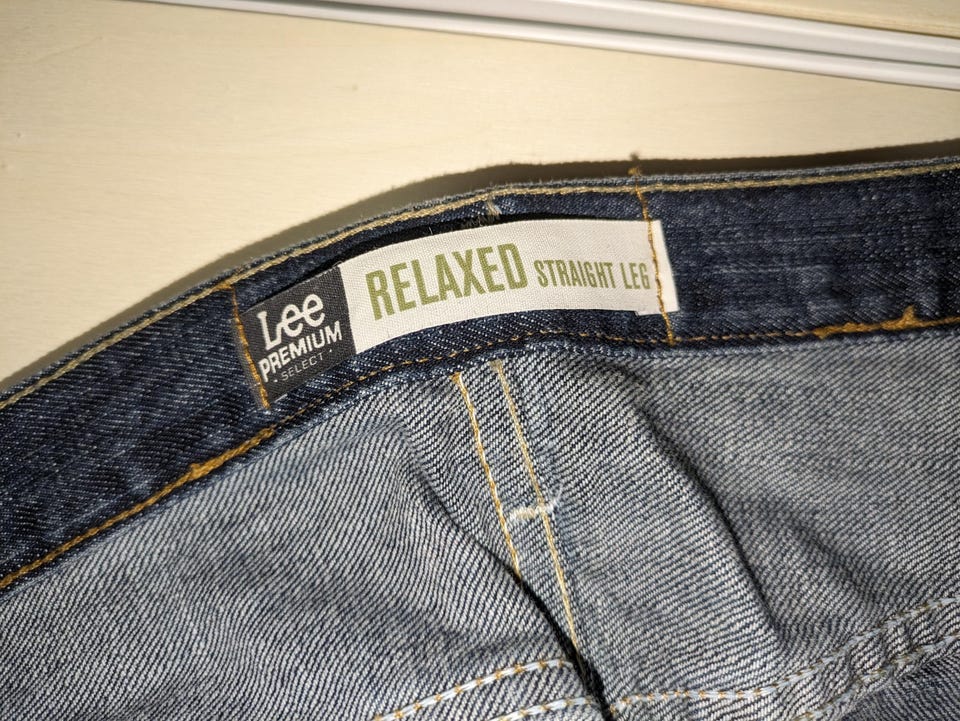 Lee
PREMIUM
• SELECT •
RELAXED STRAIGHT LEG